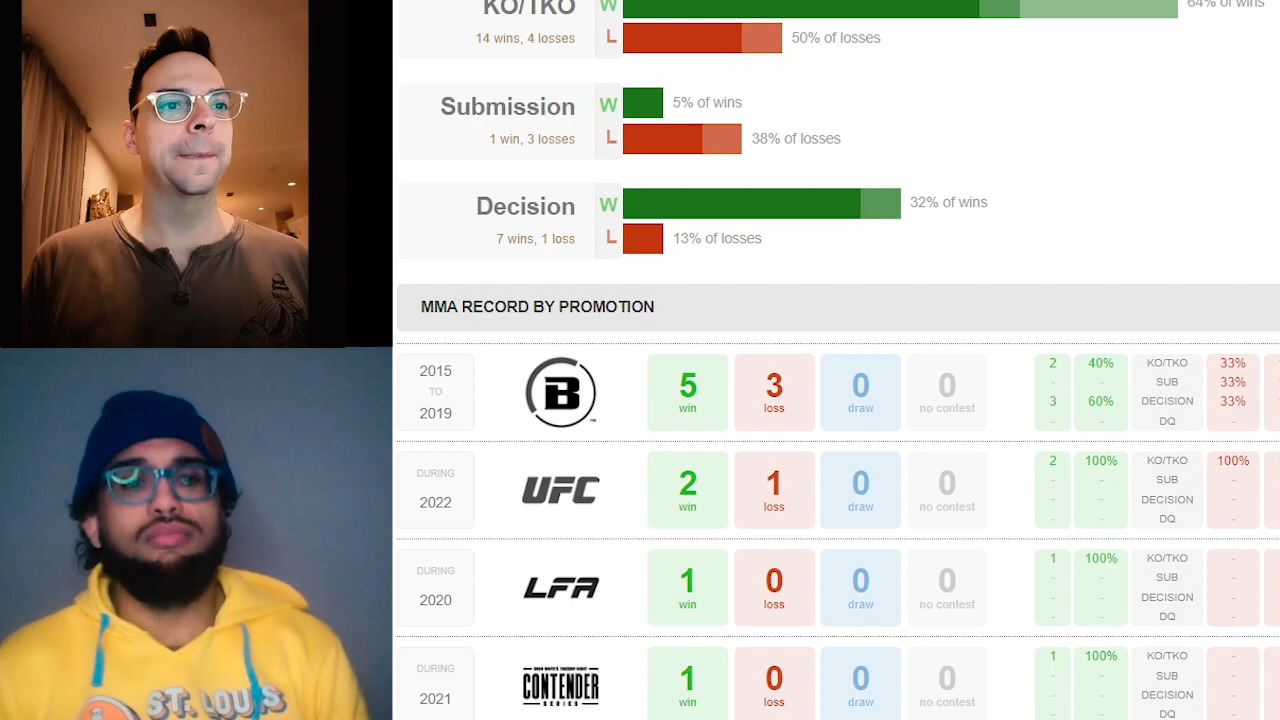 KO/TKO
14 wins, 4 losses
W
64% of wins
L
50% of losses
Submission
1 win, 3 losses
W
5% of wins
L
38% of losses
Decision
7 wins, 1 loss
W
32% of wins
L
13% of losses
MMA RECORD BY PROMOTION
2015
TO
2019
B
5
win
3
loss
0
draw
0
no contest
2 40% KO/TKO 33%
- - SUB 33%
3 60% DECISION 33%
- - DQ -
DURING
2022
UFC
2
win
1
loss
0
draw
0
no contest
2 100% KO/TKO 100%
- - SUB -
- - DECISION -
- - DQ -
DURING
2020
LFA
1
win
0
loss
0
draw
0
no contest
1 100% KO/TKO -
- - SUB -
- - DECISION -
- - DQ -
DURING
2021
DANA WHITE'S TUESDAY NIGHT
CONTENDER
SERIES
1
win
0
loss
0
draw
0
no contest
1 100% KO/TKO -
- - SUB -
- - DECISION -
- - DQ -
ST. LOUIS